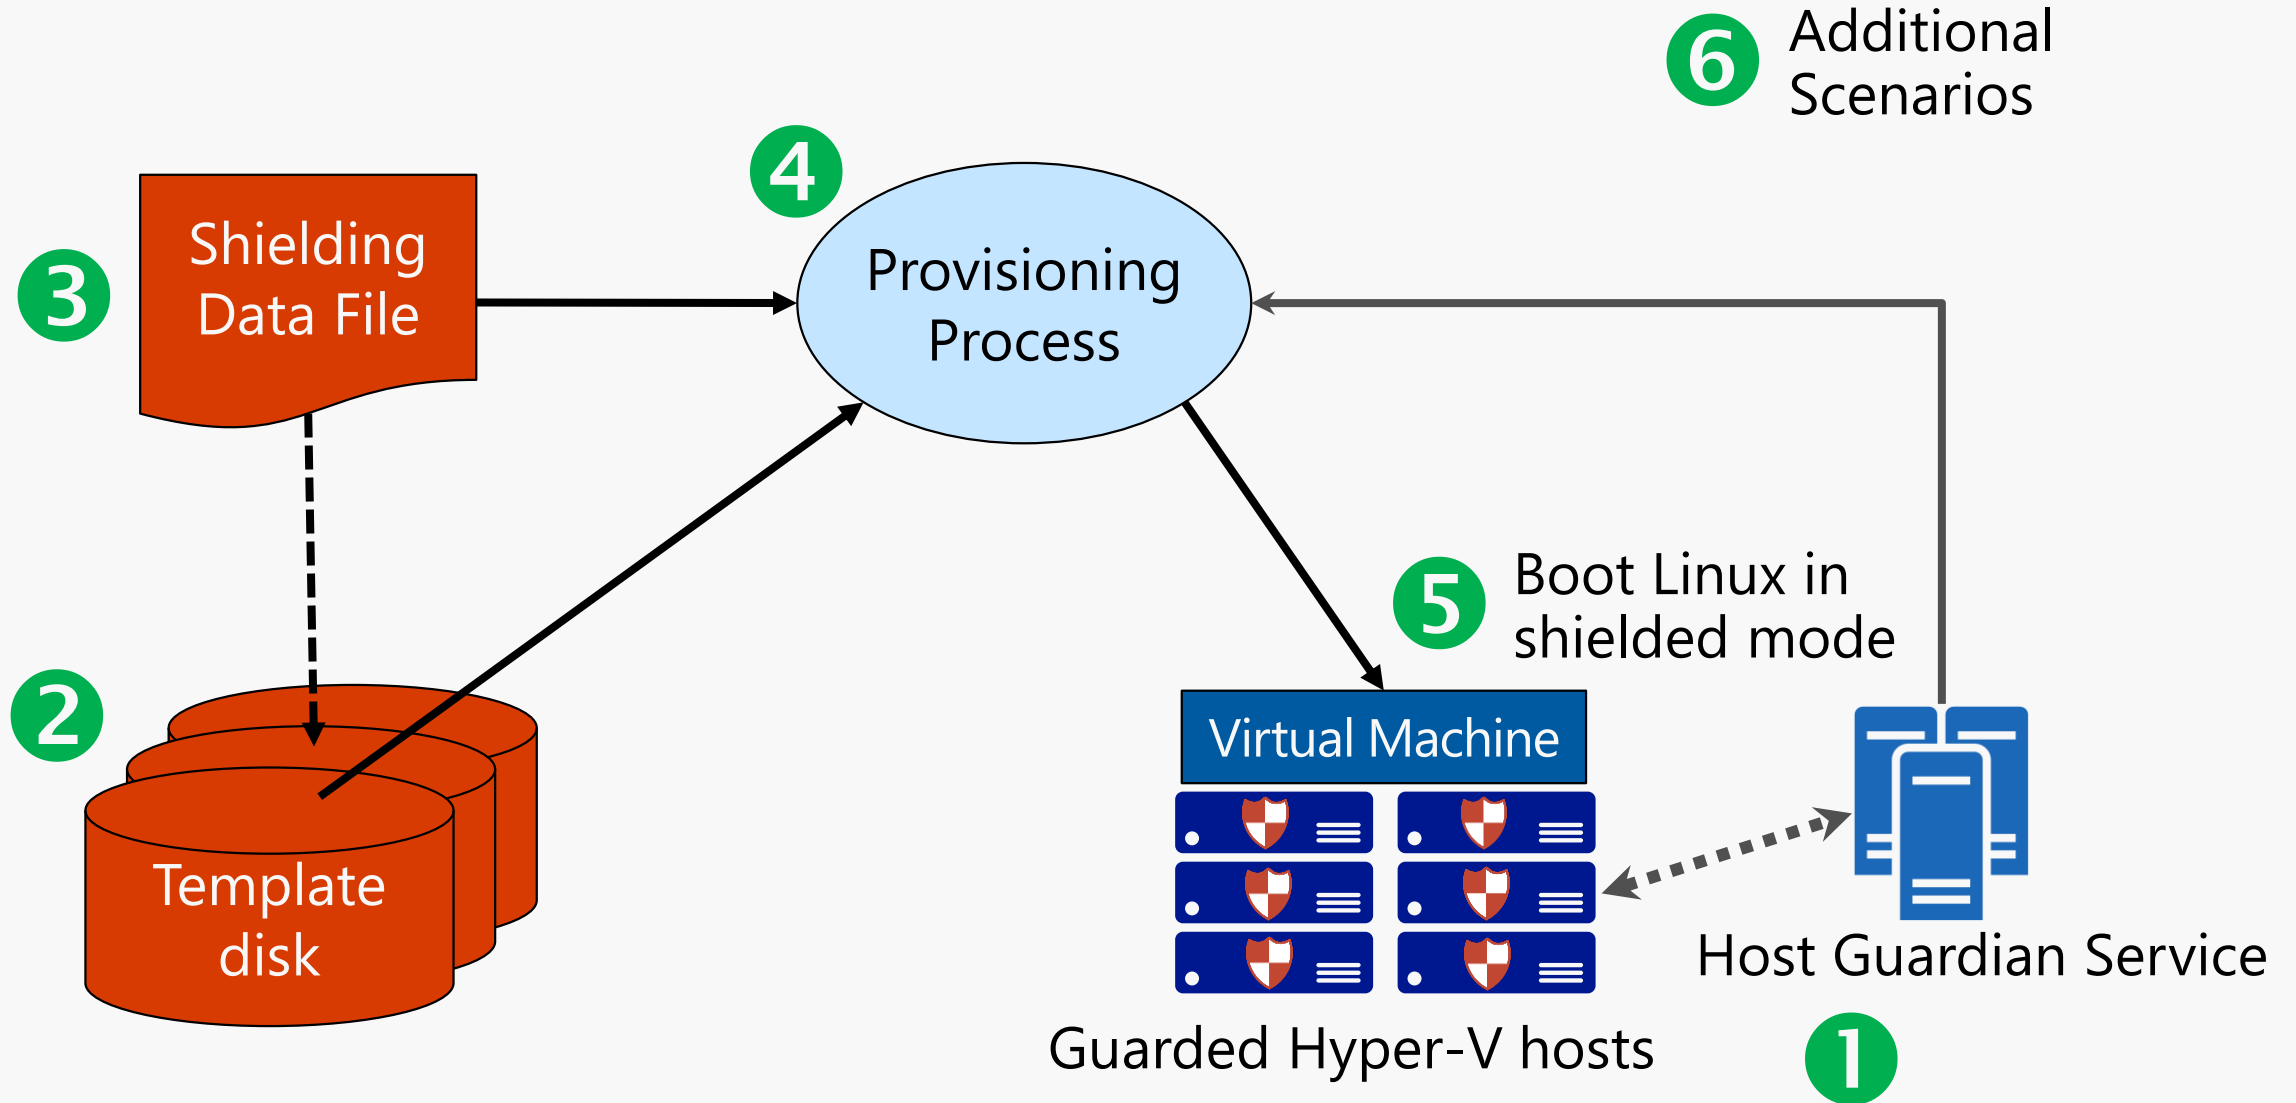 6
Additional
Scenarios
4
3
Shielding
Data File
Provisioning
Process
5
Boot Linux in
shielded mode
2
Virtual Machine
Template
disk
Host Guardian Service
Guarded Hyper-V hosts
1